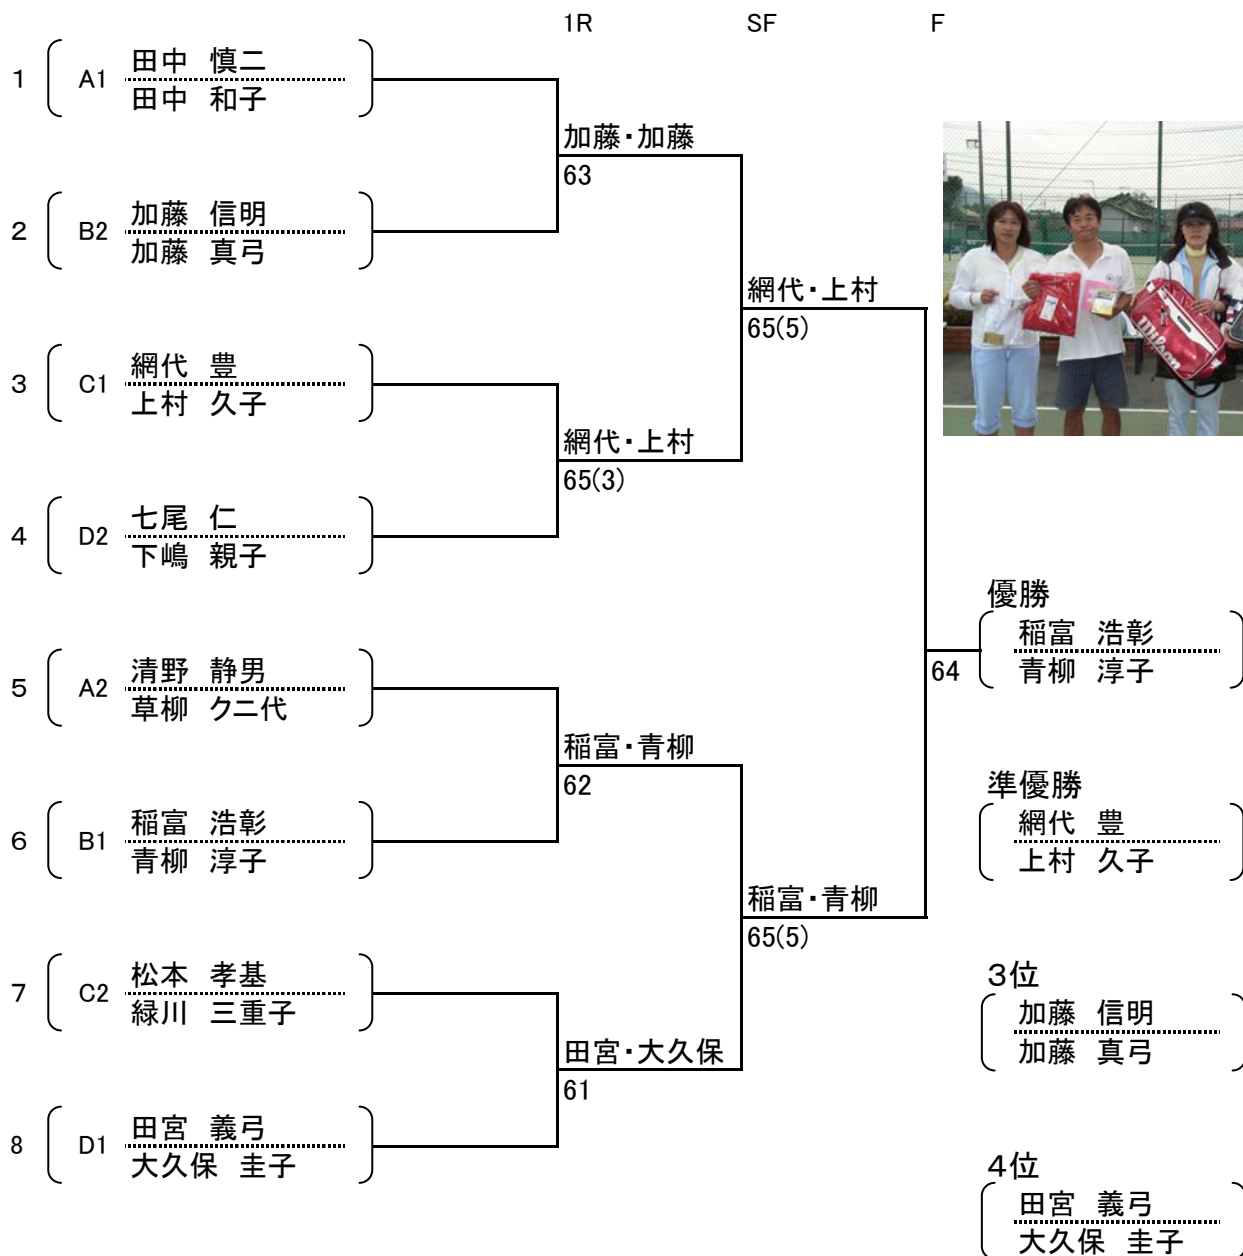 1R SF F
1 A1 田中 慎二
田中 和子
加藤・加藤
63
2 B2 加藤 信明
加藤 真弓
網代・上村
65(5)
3 C1 網代 豊
上村 久子
網代・上村
65(3)
4 D2 七尾 仁
下嶋 親子
5 A2 清野 静男
草柳 クニ代
稲富・青柳
62
6 B1 稲富 浩彰
青柳 淳子
稲富・青柳
65(5)
7 C2 松本 孝基
緑川 三重子
田宮・大久保
61
8 D1 田宮 義弓
大久保 圭子
64
優勝
稲富 浩彰
青柳 淳子
準優勝
網代 豊
上村 久子
3位
加藤 信明
加藤 真弓
4位
田宮 義弓
大久保 圭子
Wilson